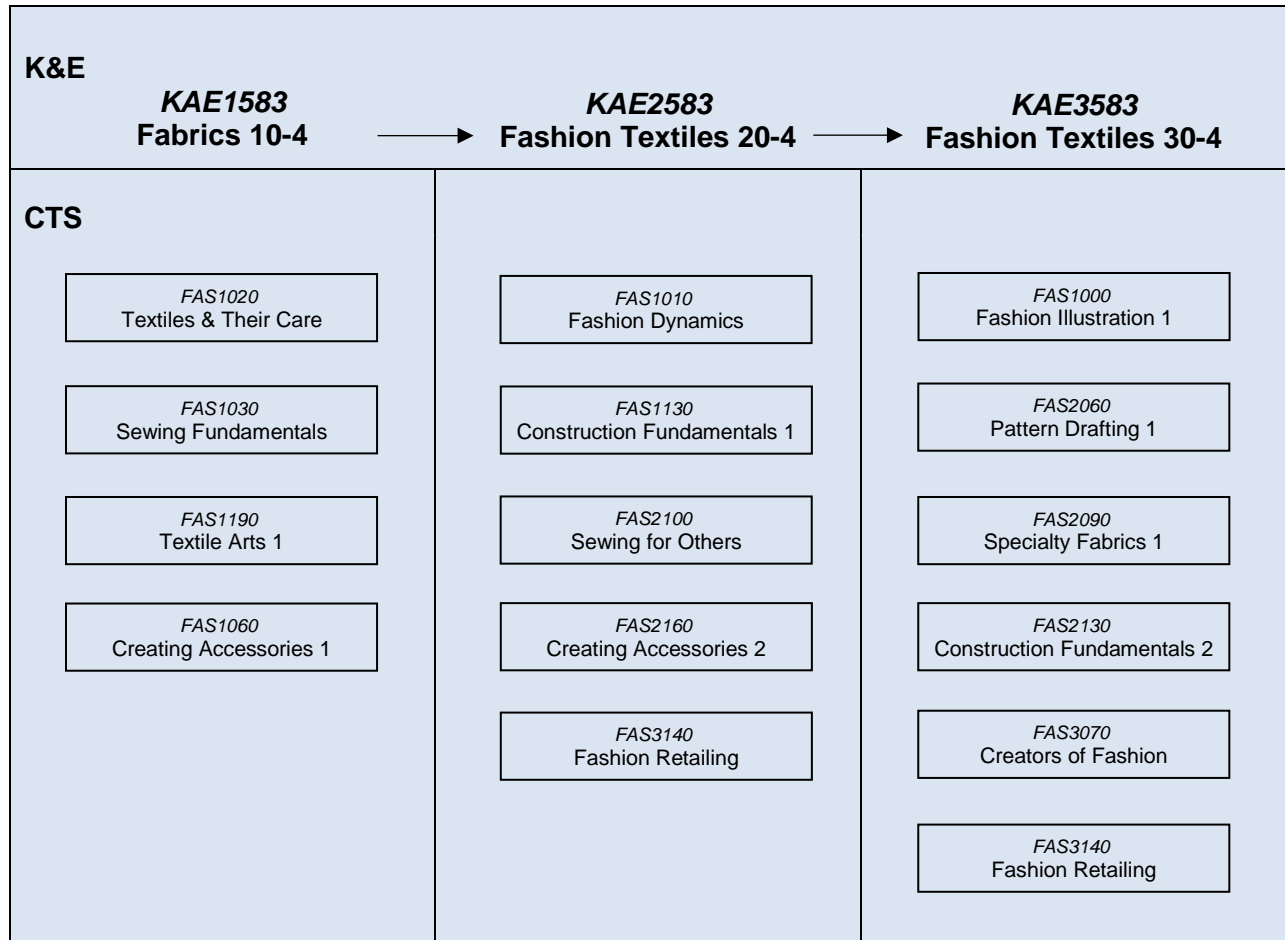 K&E
KAE1583
Fabrics 10-4
KAE2583
Fashion Textiles 20-4
KAE3583
Fashion Textiles 30-4
CTS
FAS1020
Textiles & Their Care
FAS1030
Sewing Fundamentals
FAS1190
Textile Arts 1
FAS1060
Creating Accessories 1
FAS1010
Fashion Dynamics
FAS1130
Construction Fundamentals 1
FAS2100
Sewing for Others
FAS2160
Creating Accessories 2
FAS3140
Fashion Retailing
FAS1000
Fashion Illustration 1
FAS2060
Pattern Drafting 1
FAS2090
Specialty Fabrics 1
FAS2130
Construction Fundamentals 2
FAS3070
Creators of Fashion
FAS3140
Fashion Retailing